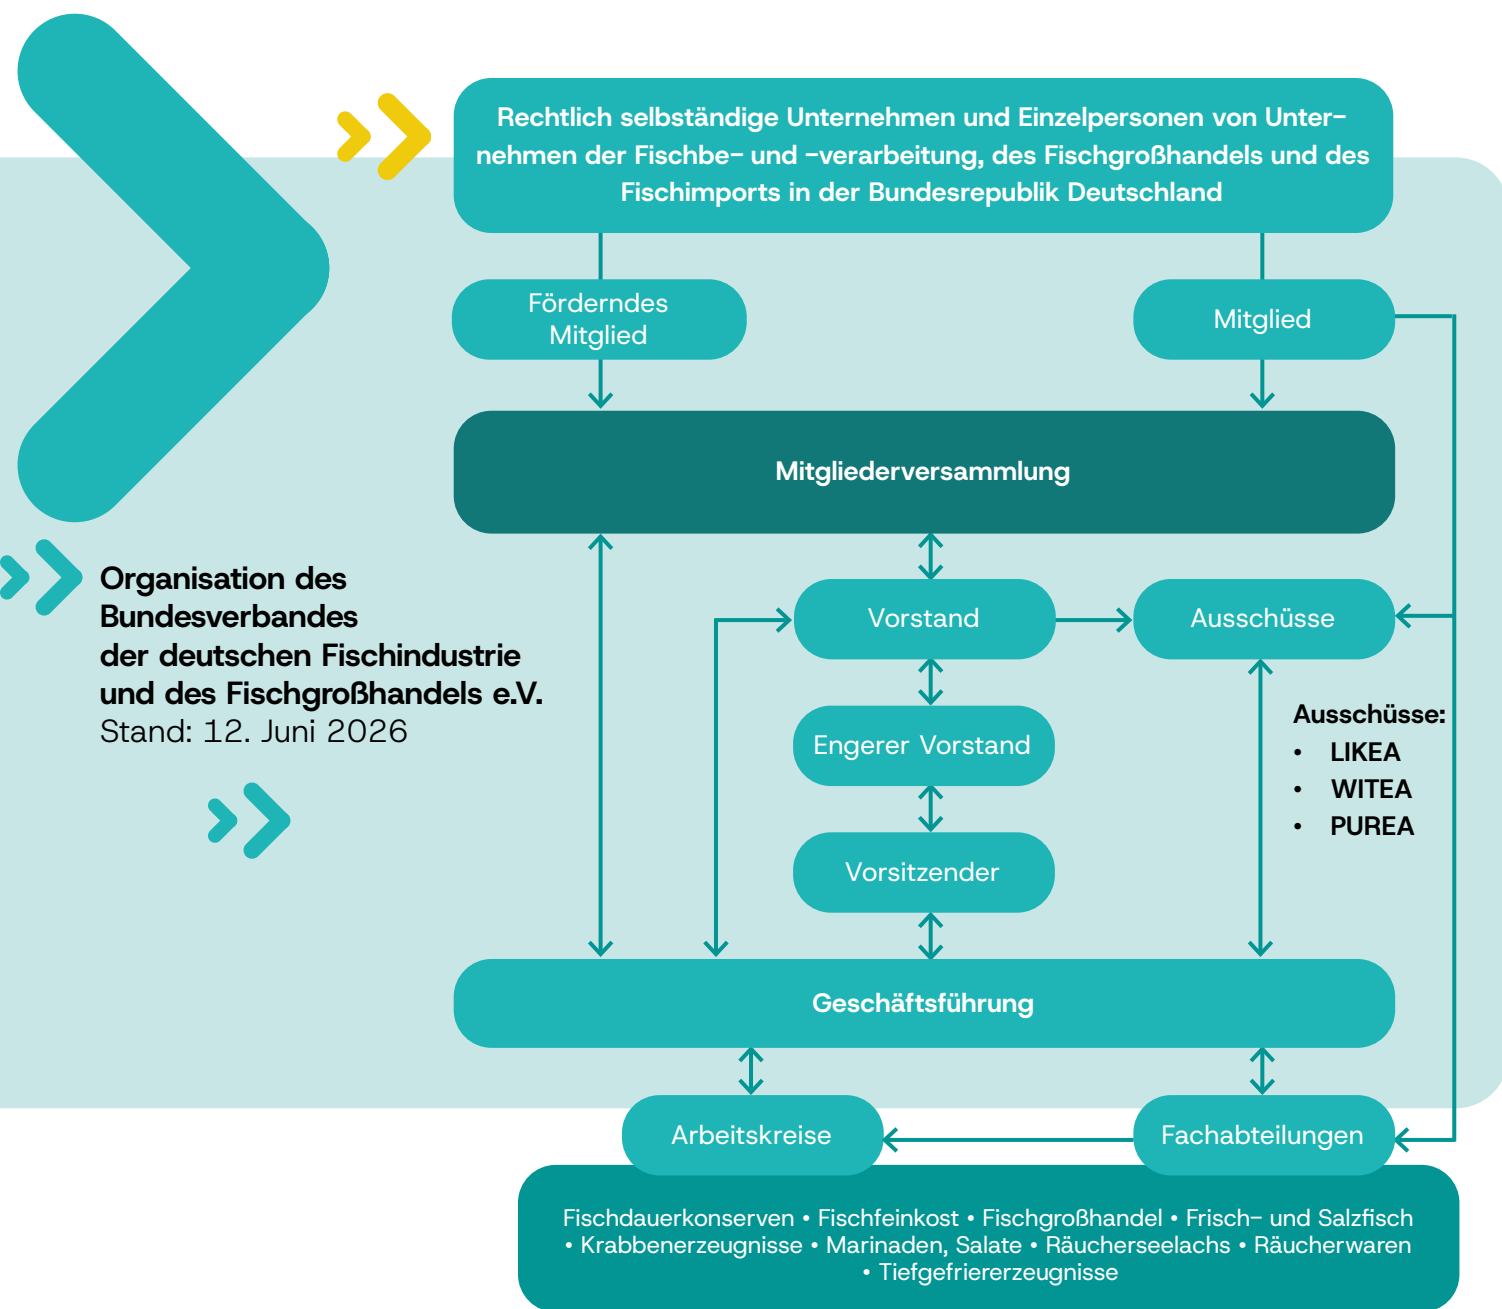 Rechtlich selbständige Unternehmen und Einzelpersonen von Unter-
nehmen der Fischbe- und -verarbeitung, des Fischgroßhandels und des
Fischimports in der Bundesrepublik Deutschland
Förderndes
Mitglied
Mitglied
Mitgliederversammlung
Organisation des
Bundesverbandes
der deutschen Fischindustrie
und des Fischgroßhandels e.V.
Stand: 12. Juni 2026
Vorstand
Ausschüsse
Engerer Vorstand
Vorsitzender
Ausschüsse:
• LIKEA
• WITEA
• PUREA
Geschäftsführung
Arbeitskreise
Fachabteilungen
Fischdauerkonserven • Fischfeinkost • Fischgroßhandel • Frisch- und Salzfisch
• Krabbenerzeugnisse • Marinaden, Salate • Räucherseelachs • Räucherwaren
• Tiefgefriererzeugnisse